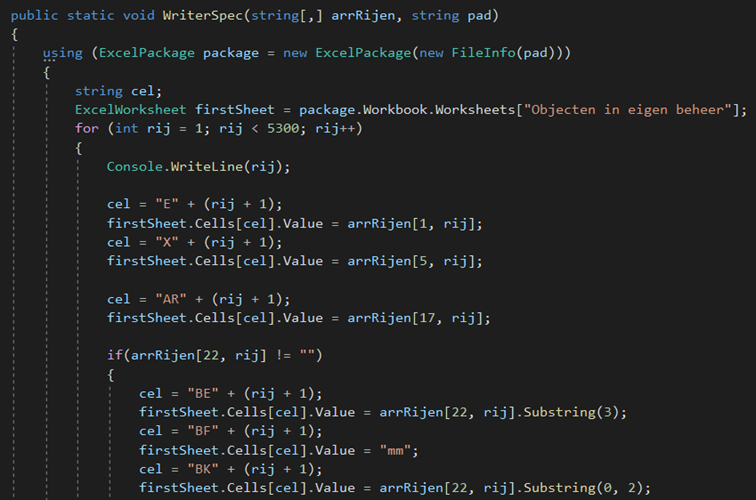 public static void WriterSpec(string[,] arrRijen, string pad)
{
using (ExcelPackage package = new ExcelPackage(new FileInfo(pad)))
{
string cel;
ExcelWorksheet firstSheet = package.Workbook.Worksheets["Objecten in eigen beheer"];
for (int rij = 1; rij < 5300; rij++)
{
Console.WriteLine(rij);
cel = "E" + (rij + 1);
firstSheet.Cells[cel].Value = arrRijen[1, rij];
cel = "X" + (rij + 1);
firstSheet.Cells[cel].Value = arrRijen[5, rij];
cel = "AR" + (rij + 1);
firstSheet.Cells[cel].Value = arrRijen[17, rij];
if(arrRijen[22, rij] != "")
{
cel = "BE" + (rij + 1);
firstSheet.Cells[cel].Value = arrRijen[22, rij].Substring(3);
cel = "BF" + (rij + 1);
firstSheet.Cells[cel].Value = "mm";
cel = "BK" + (rij + 1);
firstSheet.Cells[cel].Value = arrRijen[22, rij].Substring(0, 2);